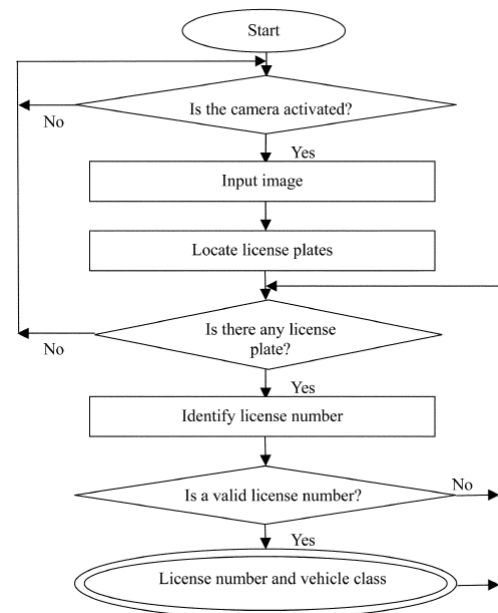 Start
Is the camera activated?
No
Yes
Input image
Locate license plates
Is there any license
plate?
No
Yes
Identify license number
Is a valid license number?
No
Yes
License number and vehicle class